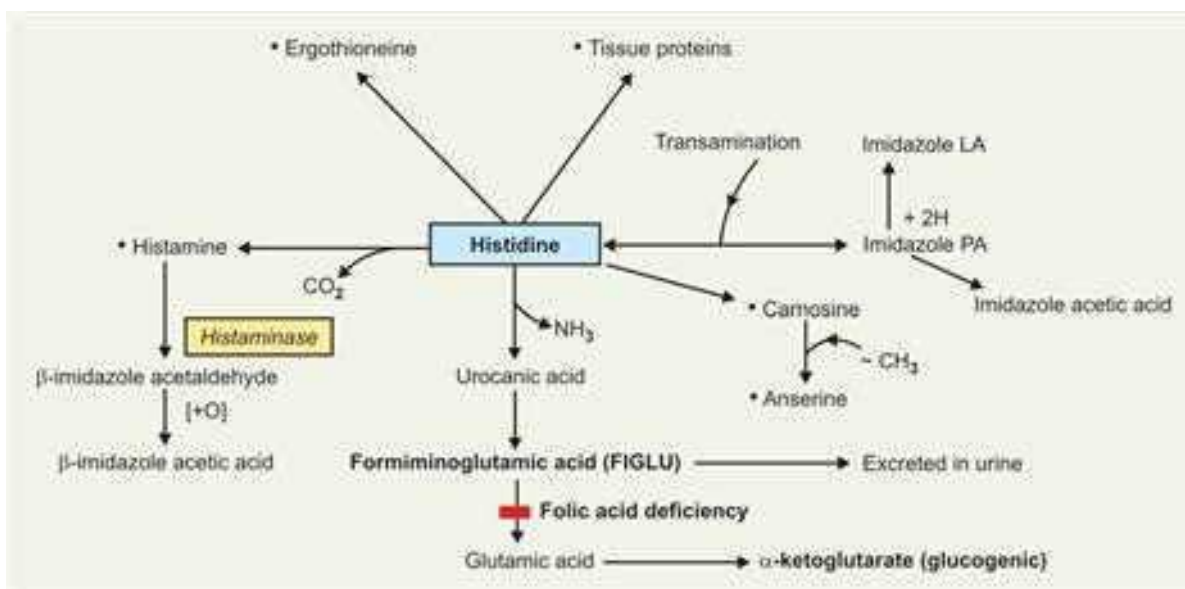 • Ergothioneine
• Tissue proteins
Transamination
Imidazole LA
+ 2H
• Histamine
Histidine
Imidazole PA
CO₂
Imidazole acetic acid
• Carnosine
NH₃
Histaminase
~ CH₃
β-imidazole acetaldehyde
Urocanic acid
• Anserine
[+O]
β-imidazole acetic acid
Formiminoglutamic acid (FIGLU)
Excreted in urine
Folic acid deficiency
Glutamic acid
α-ketoglutarate (glucogenic)